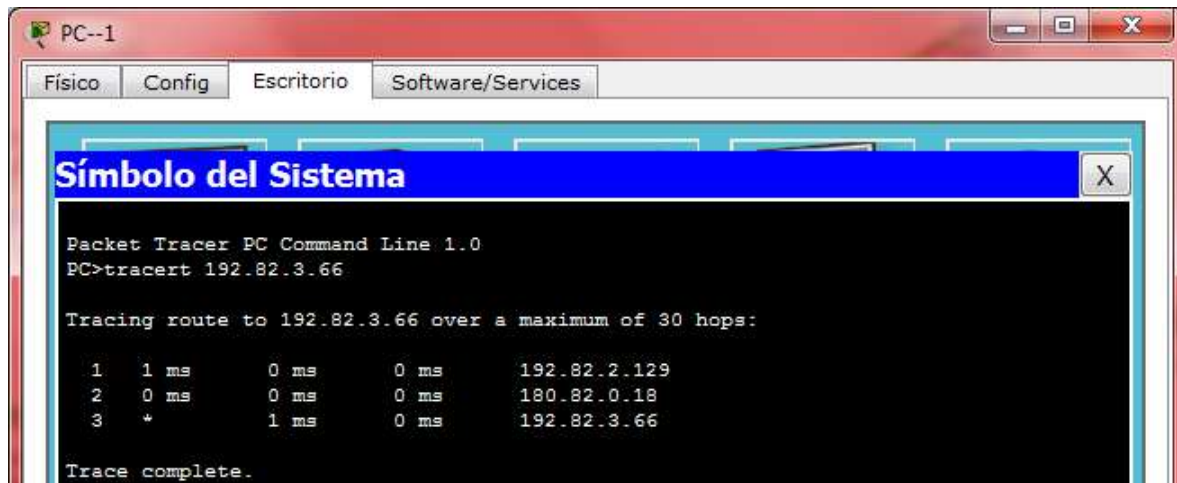 PC--1
Físico Config Escritorio Software/Services
Símbolo del Sistema X
Packet Tracer PC Command Line 1.0
PC>tracert 192.82.3.66
Tracing route to 192.82.3.66 over a maximum of 30 hops:
1 1 ms 0 ms 0 ms 192.82.2.129
2 0 ms 0 ms 0 ms 180.82.0.18
3 * 1 ms 0 ms 192.82.3.66
Trace complete.